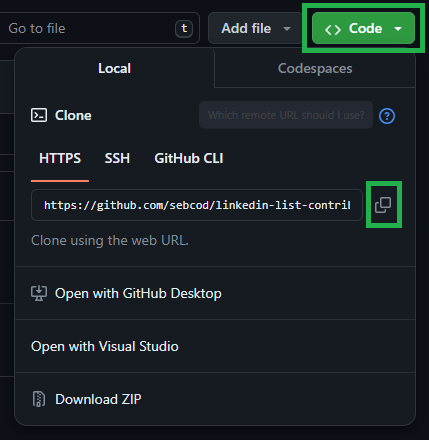 Go to file t Add file Code
Local Codespaces
Clone Which remote URL should I use?
HTTPS SSH GitHub CLI
https://github.com/sebcod/linkedin-list-contri
Clone using the web URL.
Open with GitHub Desktop
Open with Visual Studio
Download ZIP